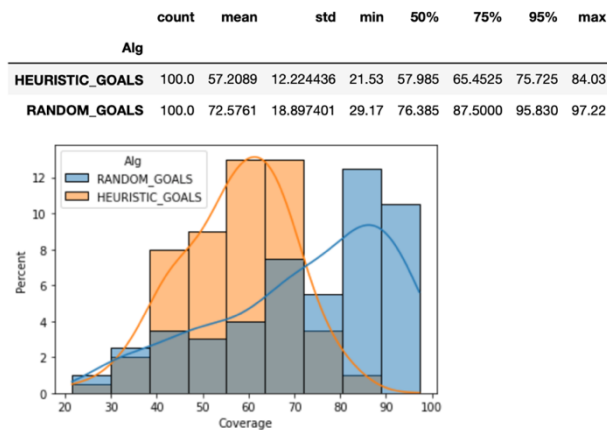 count mean std min 50% 75% 95% max
Alg
HEURISTIC_GOALS 100.0 57.2089 12.224436 21.53 57.985 65.4525 75.725 84.03
RANDOM_GOALS 100.0 72.5761 18.897401 29.17 76.385 87.5000 95.830 97.22
Alg
RANDOM_GOALS
HEURISTIC_GOALS
12
10
8
6
4
2
0
Percent
20 30 40 50 60 70 80 90 100
Coverage